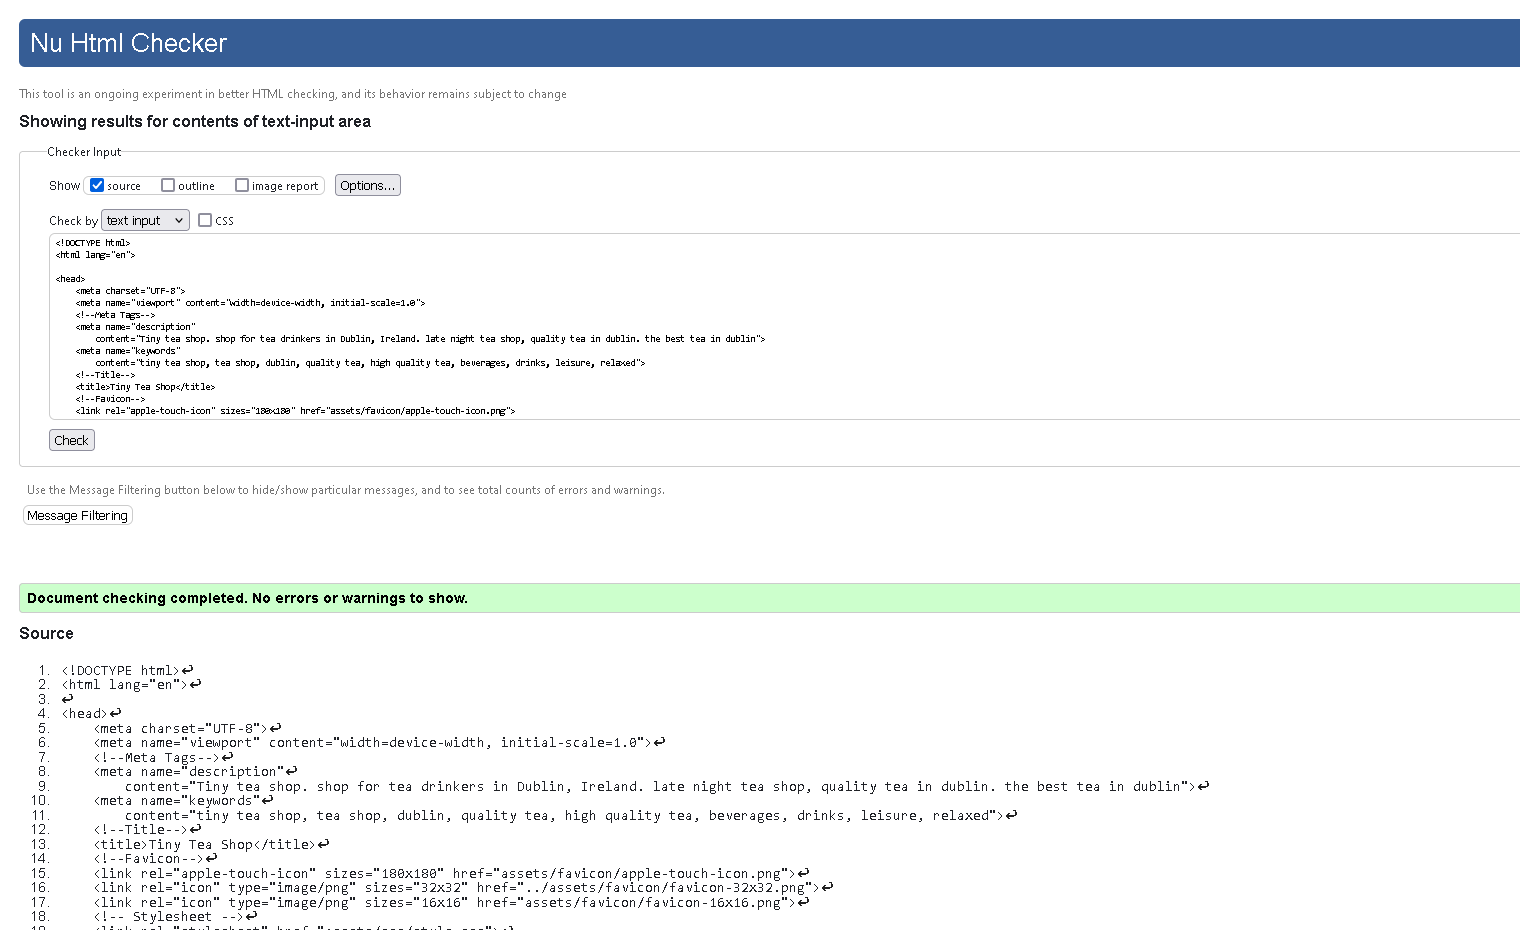 Nu Html Checker
This tool is an ongoing experiment in better HTML checking, and its behavior remains subject to change
Showing results for contents of text-input area
Checker Input
Show source outline image report Options...
Check by text input CSS
<!DOCTYPE html>
<html lang="en">
<head>
<meta charset="UTF-8">
<meta name="viewport" content="width=device-width, initial-scale=1.0">
<!--Meta Tags-->
<meta name="description"
content="Tiny tea shop. shop for tea drinkers in Dublin, Ireland. late night tea shop, quality tea in dublin. the best tea in dublin">
<meta name="keywords"
content="tiny tea shop, tea shop, dublin, quality tea, high quality tea, beverages, drinks, leisure, relaxed">
<!--Title-->
<title>Tiny Tea Shop</title>
<!--Favicon-->
<link rel="apple-touch-icon" sizes="180x180" href="assets/favicon/apple-touch-icon.png">
Check
Use the Message Filtering button below to hide/show particular messages, and to see total counts of errors and warnings.
Message Filtering
Document checking completed. No errors or warnings to show.
Source
1. <!DOCTYPE html>↩
2. <html lang="en">↩
3. ↩
4. <head>↩
5. <meta charset="UTF-8">↩
6. <meta name="viewport" content="width=device-width, initial-scale=1.0">↩
7. <!--Meta Tags-->↩
8. <meta name="description"↩
9. content="Tiny tea shop. shop for tea drinkers in Dublin, Ireland. late night tea shop, quality tea in dublin. the best tea in dublin">↩
10. <meta name="keywords"↩
11. content="tiny tea shop, tea shop, dublin, quality tea, high quality tea, beverages, drinks, leisure, relaxed">↩
12. <!--Title-->↩
13. <title>Tiny Tea Shop</title>↩
14. <!--Favicon-->↩
15. <link rel="apple-touch-icon" sizes="180x180" href="assets/favicon/apple-touch-icon.png">↩
16. <link rel="icon" type="image/png" sizes="32x32" href="../assets/favicon/favicon-32x32.png">↩
17. <link rel="icon" type="image/png" sizes="16x16" href="assets/favicon/favicon-16x16.png">↩
18. <!-- Stylesheet -->↩